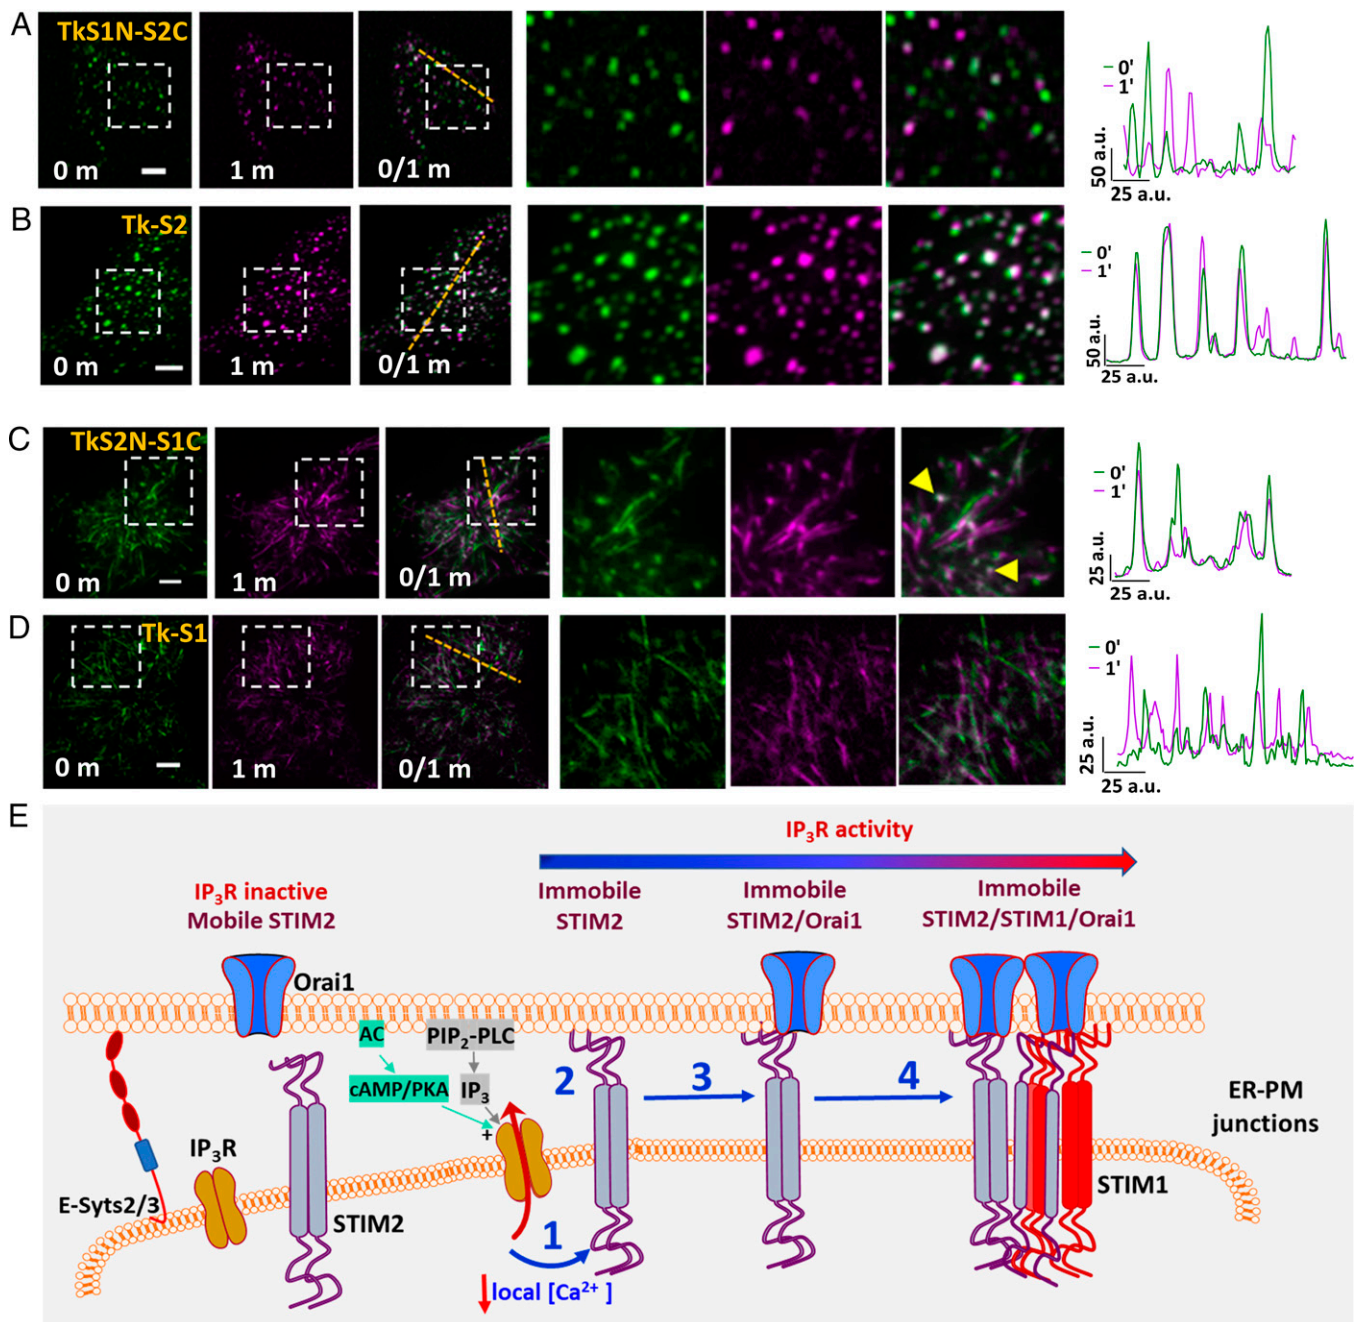 A
TkS1N-S2C
0 m
1 m
0/1 m
0'
1'
50 a.u.
25 a.u.
B
Tk-S2
0 m
1 m
0/1 m
0'
1'
50 a.u.
25 a.u.
C
TkS2N-S1C
0 m
1 m
0/1 m
0'
1'
25 a.u.
25 a.u.
D
Tk-S1
0 m
1 m
0/1 m
0'
1'
25 a.u.
25 a.u.
E
IP₃R activity
IP₃R inactive
Mobile STIM2
Immobile
STIM2
Immobile
STIM2/Orai1
Immobile
STIM2/STIM1/Orai1
Orai1
AC
PIP₂-PLC
cAMP/PKA
IP₃
+
2
3
4
ER-PM
junctions
IP₃R
E-Syts2/3
STIM2
STIM1
1
local [Ca²⁺ ]